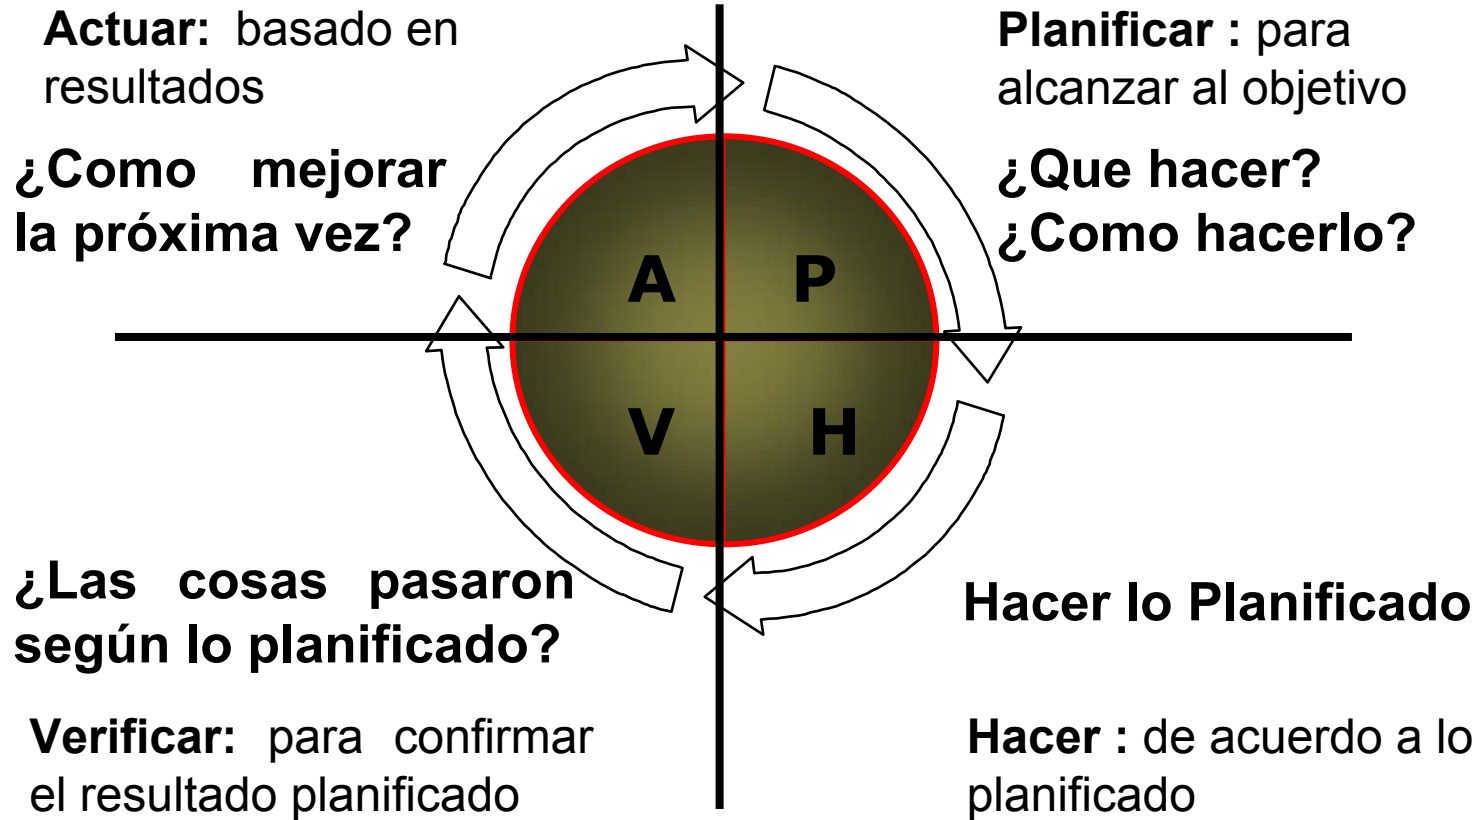 Actuar: basado en
resultados
¿Como mejorar
la próxima vez?
Planificar : para
alcanzar al objetivo
¿Que hacer?
¿Como hacerlo?
A P
V H
¿Las cosas pasaron
según lo planificado?
Verificar: para confirmar
el resultado planificado
Hacer lo Planificado
Hacer : de acuerdo a lo
planificado